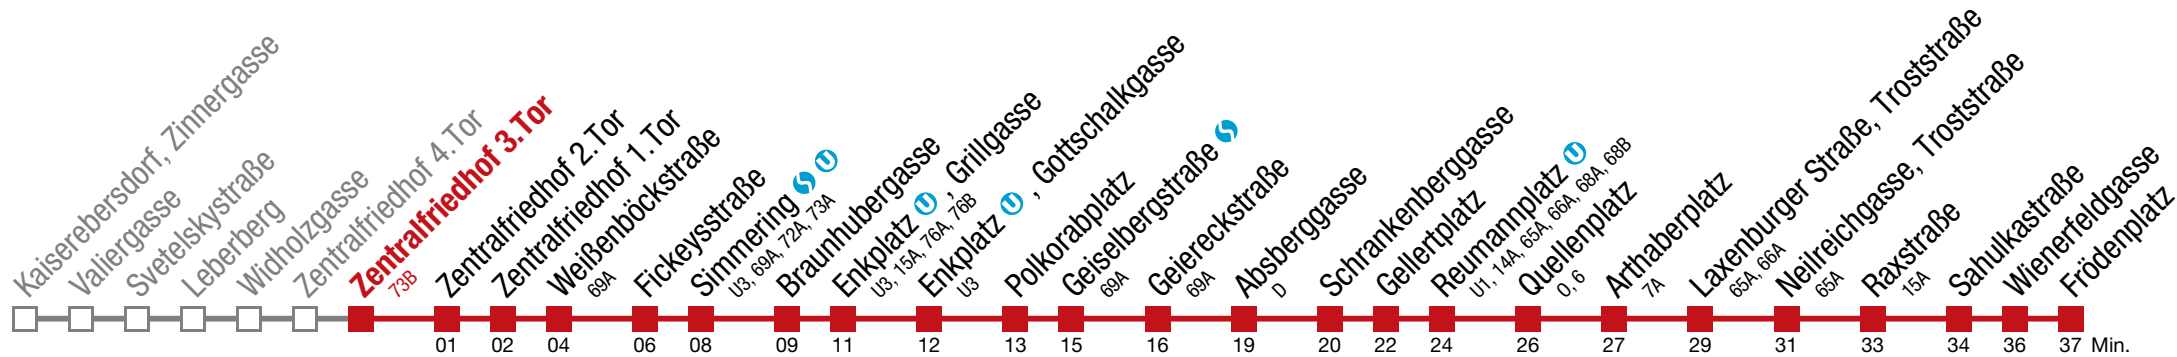 Kaiserebersdorf, Zinnergasse
Valiergasse
Svetelskystraße
Leberberg
Widholzgasse
Zentralfriedhof 4.Tor
Zentralfriedhof 3.Tor
73B
Zentralfriedhof 2.Tor
Zentralfriedhof 1.Tor
Weißenböckstraße
69A
Fickeysstraße
Simmering S U
U3, 69A, 72A, 73A
Braunhubergasse
Enkplatz U , Grillgasse
U3, 15A, 76A, 76B
Enkplatz U , Gottschalkgasse
U3
Polkorabplatz
Geiselbergstraße S
69A
Geiereckstraße
69A
Absberggasse
D
Schrankenberggasse
Gellertplatz
Reumannplatz U
U1, 14A, 65A, 66A, 68A, 68B
Quellenplatz
O, 6
Arthaberplatz
7A
Laxenburger Straße, Troststraße
65A, 66A
Neilreichgasse, Troststraße
65A
Raxstraße
15A
Sahulkastraße
Wienerfeldgasse
Frödenplatz
01 02 04 06 08 09 11 12 13 15 16 19 20 22 24 26 27 29 31 33 34 36 37 Min.